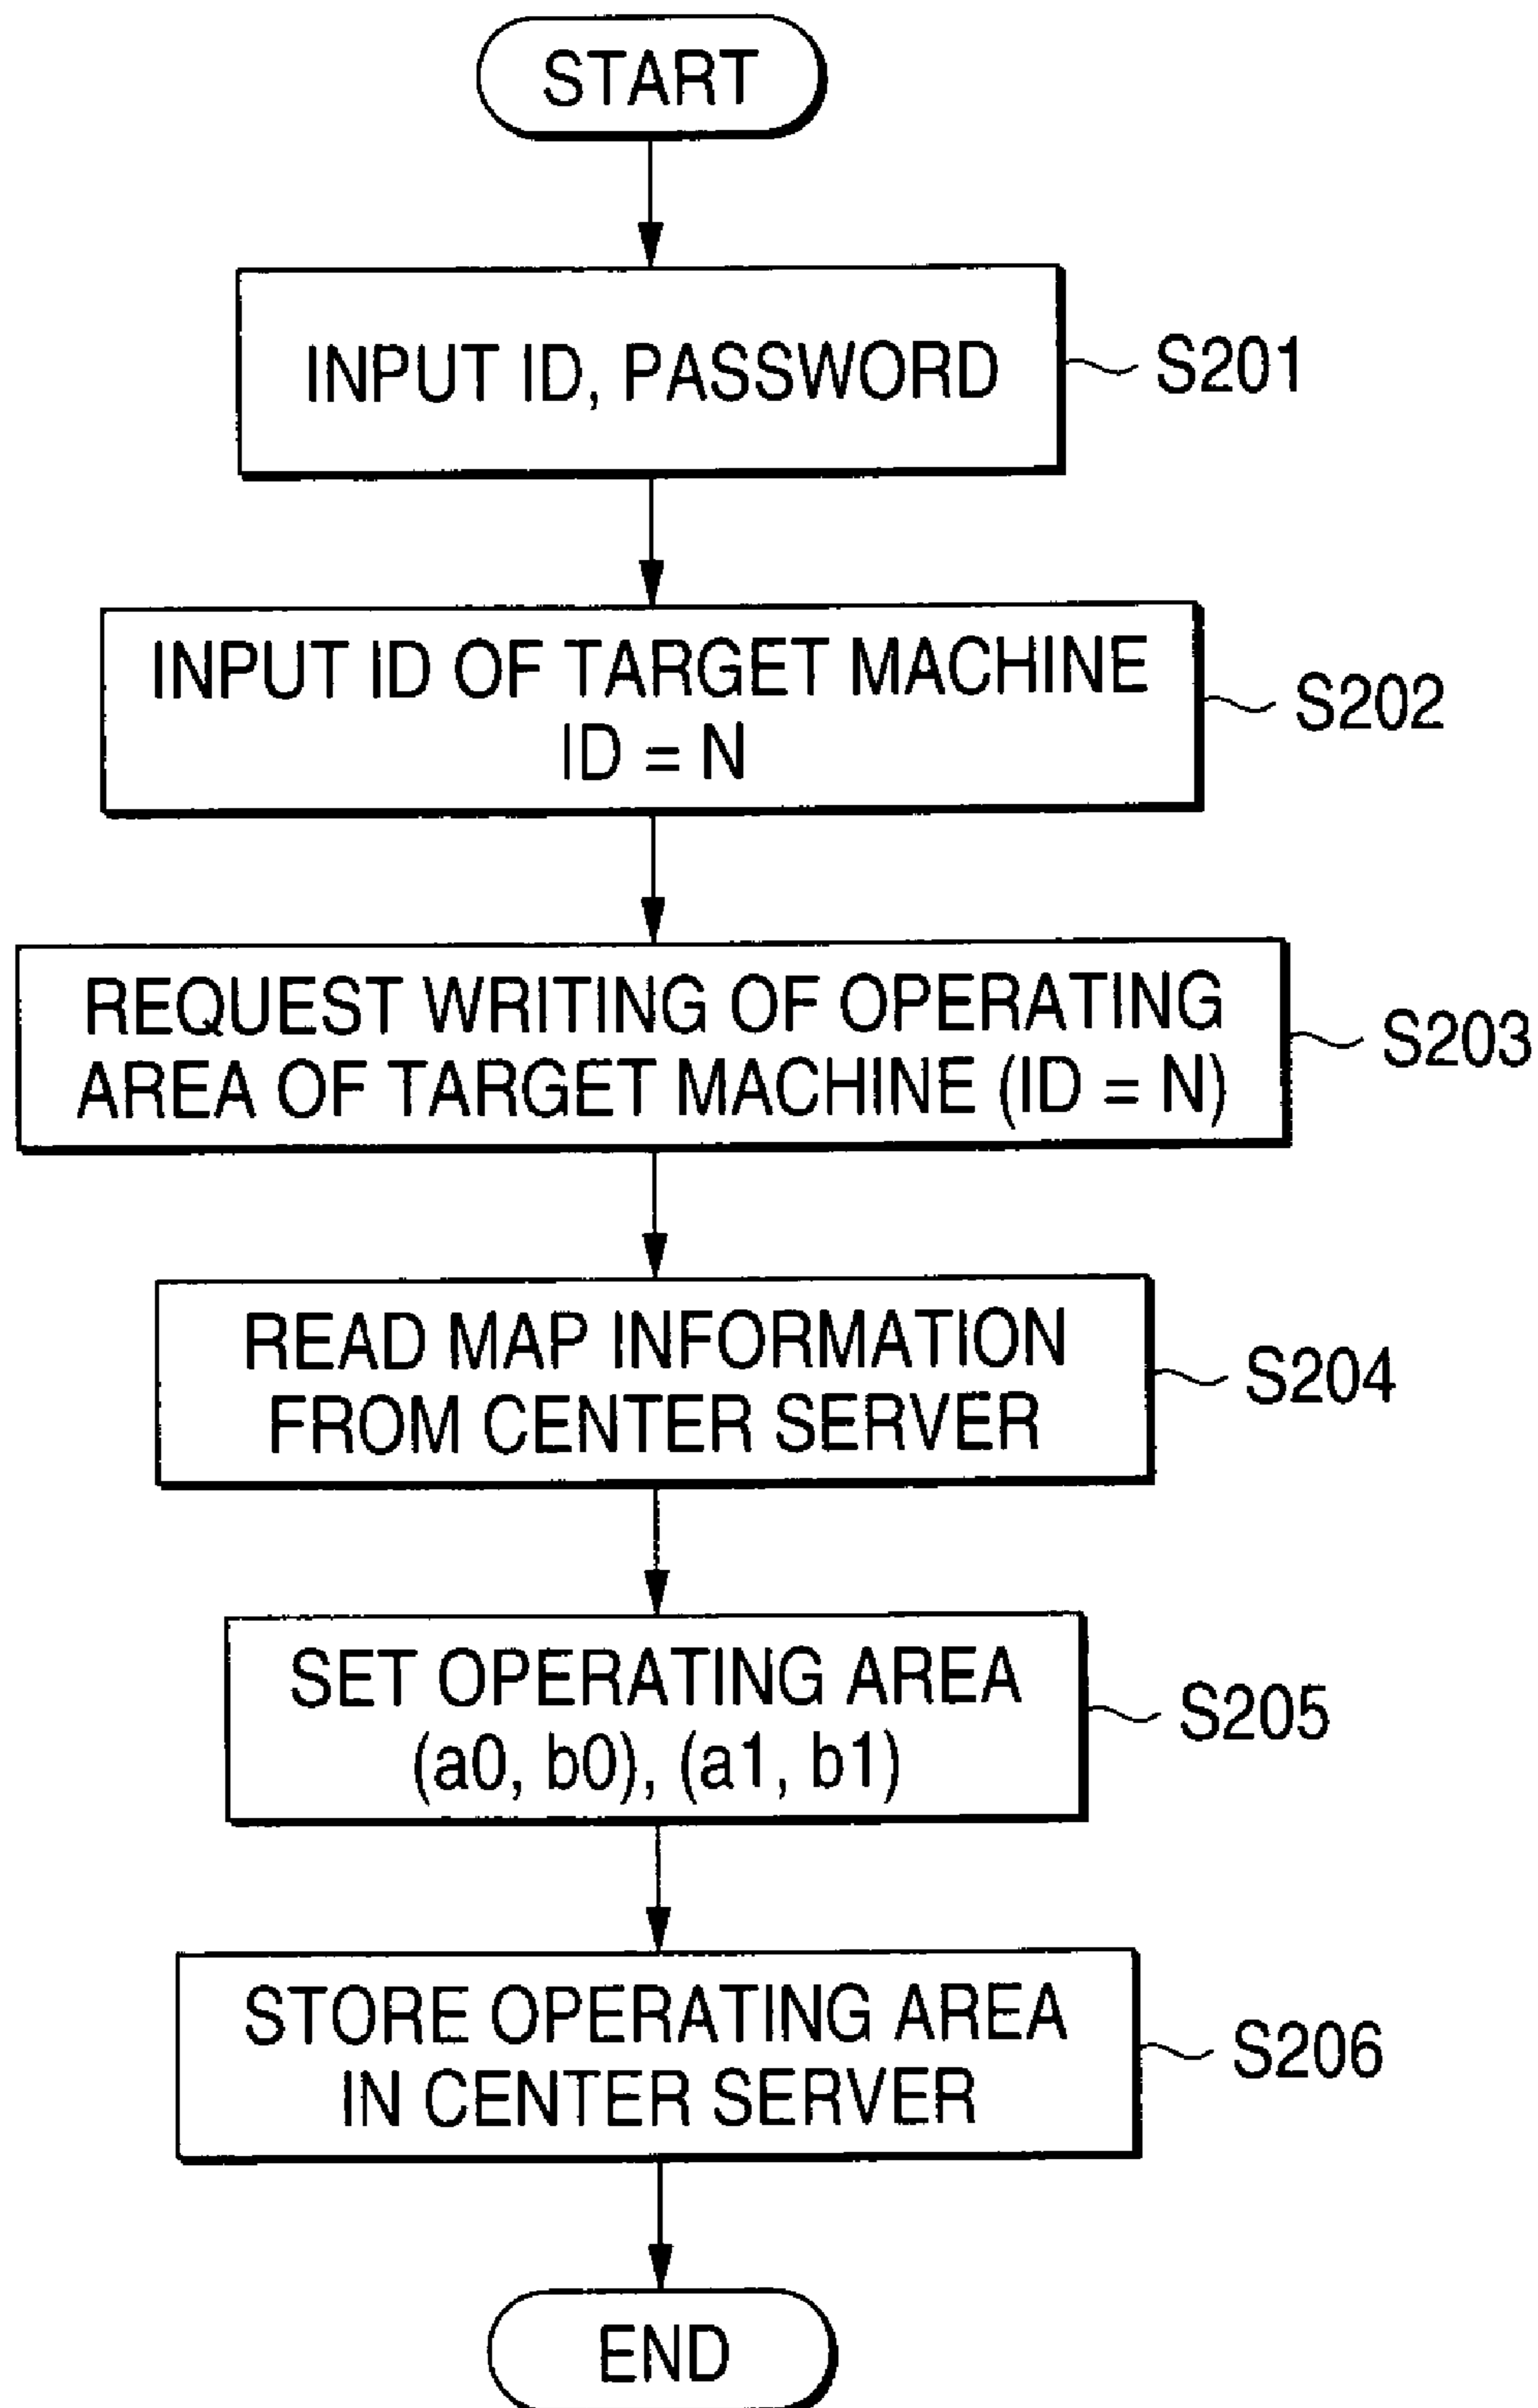 START
INPUT ID, PASSWORD
S201
INPUT ID OF TARGET MACHINE
ID = N
S202
REQUEST WRITING OF OPERATING
AREA OF TARGET MACHINE (ID = N)
S203
READ MAP INFORMATION
FROM CENTER SERVER
S204
SET OPERATING AREA
(a0, b0), (a1, b1)
S205
STORE OPERATING AREA
IN CENTER SERVER
S206
END